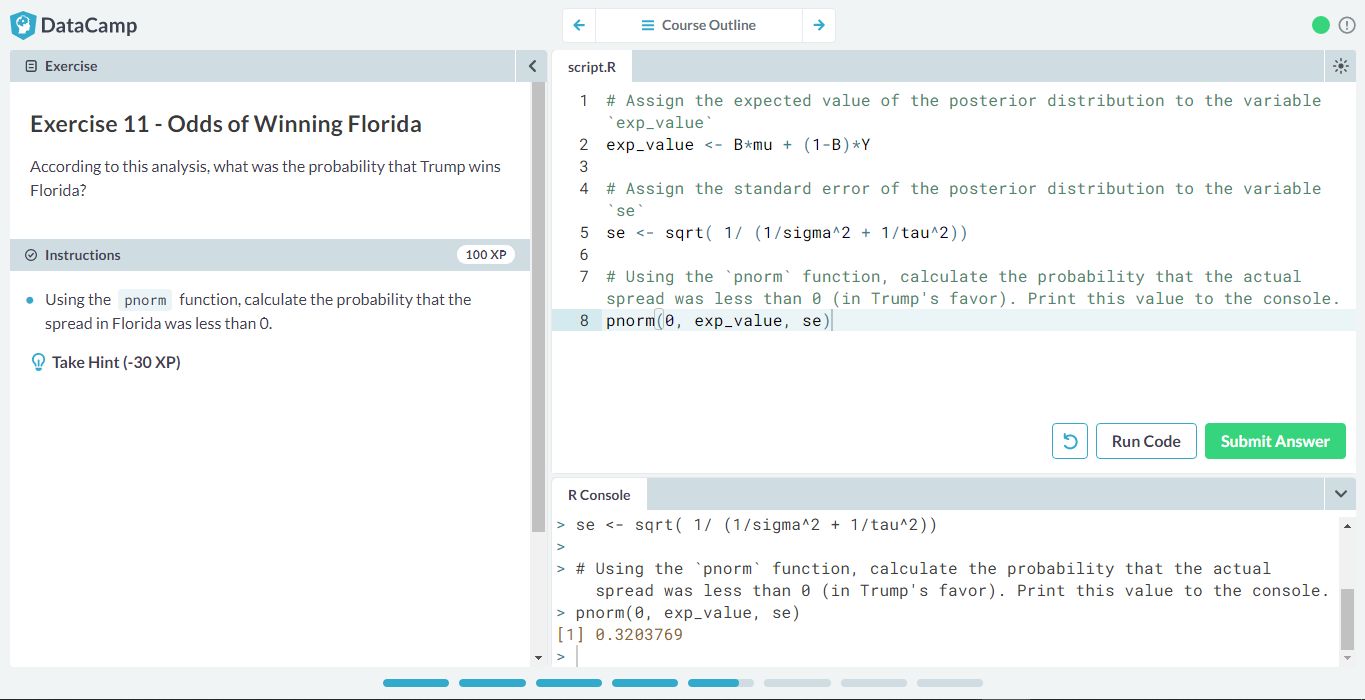 DataCamp
Course Outline
Exercise
Exercise 11 - Odds of Winning Florida
According to this analysis, what was the probability that Trump wins
Florida?
Instructions
100 XP
Using the pnorm function, calculate the probability that the
spread in Florida was less than 0.
Take Hint (-30 XP)
script.R
1 # Assign the expected value of the posterior distribution to the variable
`exp_value`
2 exp_value <- B*mu + (1-B)*Y
3
4 # Assign the standard error of the posterior distribution to the variable
`se`
5 se <- sqrt( 1/ (1/sigma^2 + 1/tau^2))
6
7 # Using the `pnorm` function, calculate the probability that the actual
spread was less than 0 (in Trump's favor). Print this value to the console.
8 pnorm(0, exp_value, se)
Run Code
Submit Answer
R Console
> se <- sqrt( 1/ (1/sigma^2 + 1/tau^2))
>
> # Using the `pnorm` function, calculate the probability that the actual
spread was less than 0 (in Trump's favor). Print this value to the console.
> pnorm(0, exp_value, se)
[1] 0.3203769
>